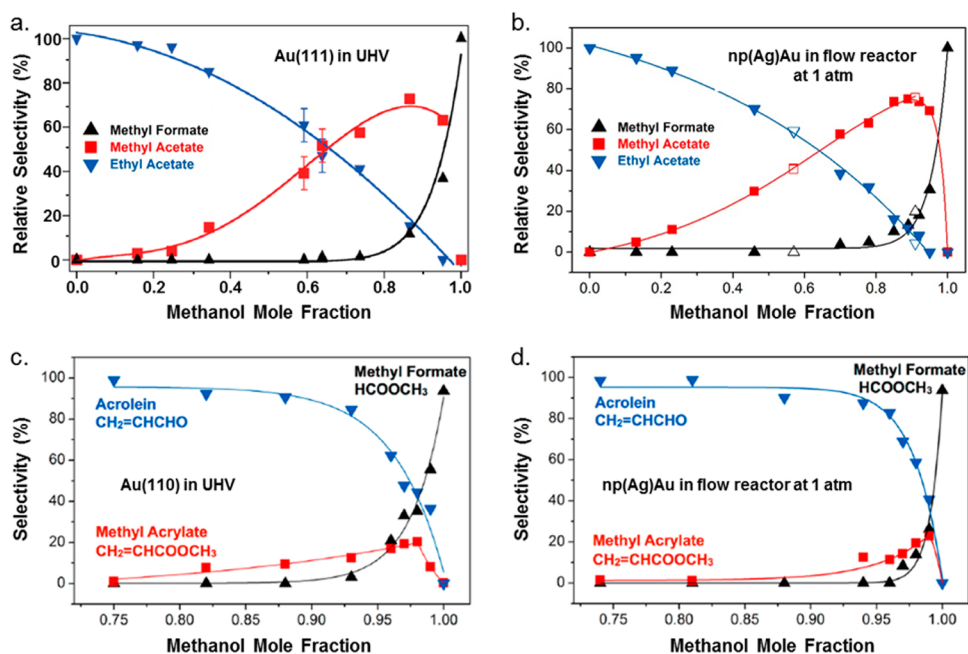 a.
Relative Selectivity (%)
100
80
60
40
20
0
Au(111) in UHV
Methyl Formate
Methyl Acetate
Ethyl Acetate
0.0 0.2 0.4 0.6 0.8 1.0
Methanol Mole Fraction
b.
Relative Selectivity (%)
100
80
60
40
20
0
np(Ag)Au in flow reactor
at 1 atm
Methyl Formate
Methyl Acetate
Ethyl Acetate
0.0 0.2 0.4 0.6 0.8 1.0
Methanol Mole Fraction
c.
Selectivity (%)
100
80
60
40
20
0
Methyl Formate
HCOOCH₃
Acrolein
CH₂=CHCHO
Au(110) in UHV
Methyl Acrylate
CH₂=CHCOOCH₃
0.75 0.80 0.85 0.90 0.95 1.00
Methanol Mole Fraction
d.
Selectivity (%)
100
80
60
40
20
0
Methyl Formate
HCOOCH₃
Acrolein
CH₂=CHCHO
np(Ag)Au in flow reactor at 1 atm
Methyl Acrylate
CH₂=CHCOOCH₃
0.75 0.80 0.85 0.90 0.95 1.00
Methanol Mole Fraction